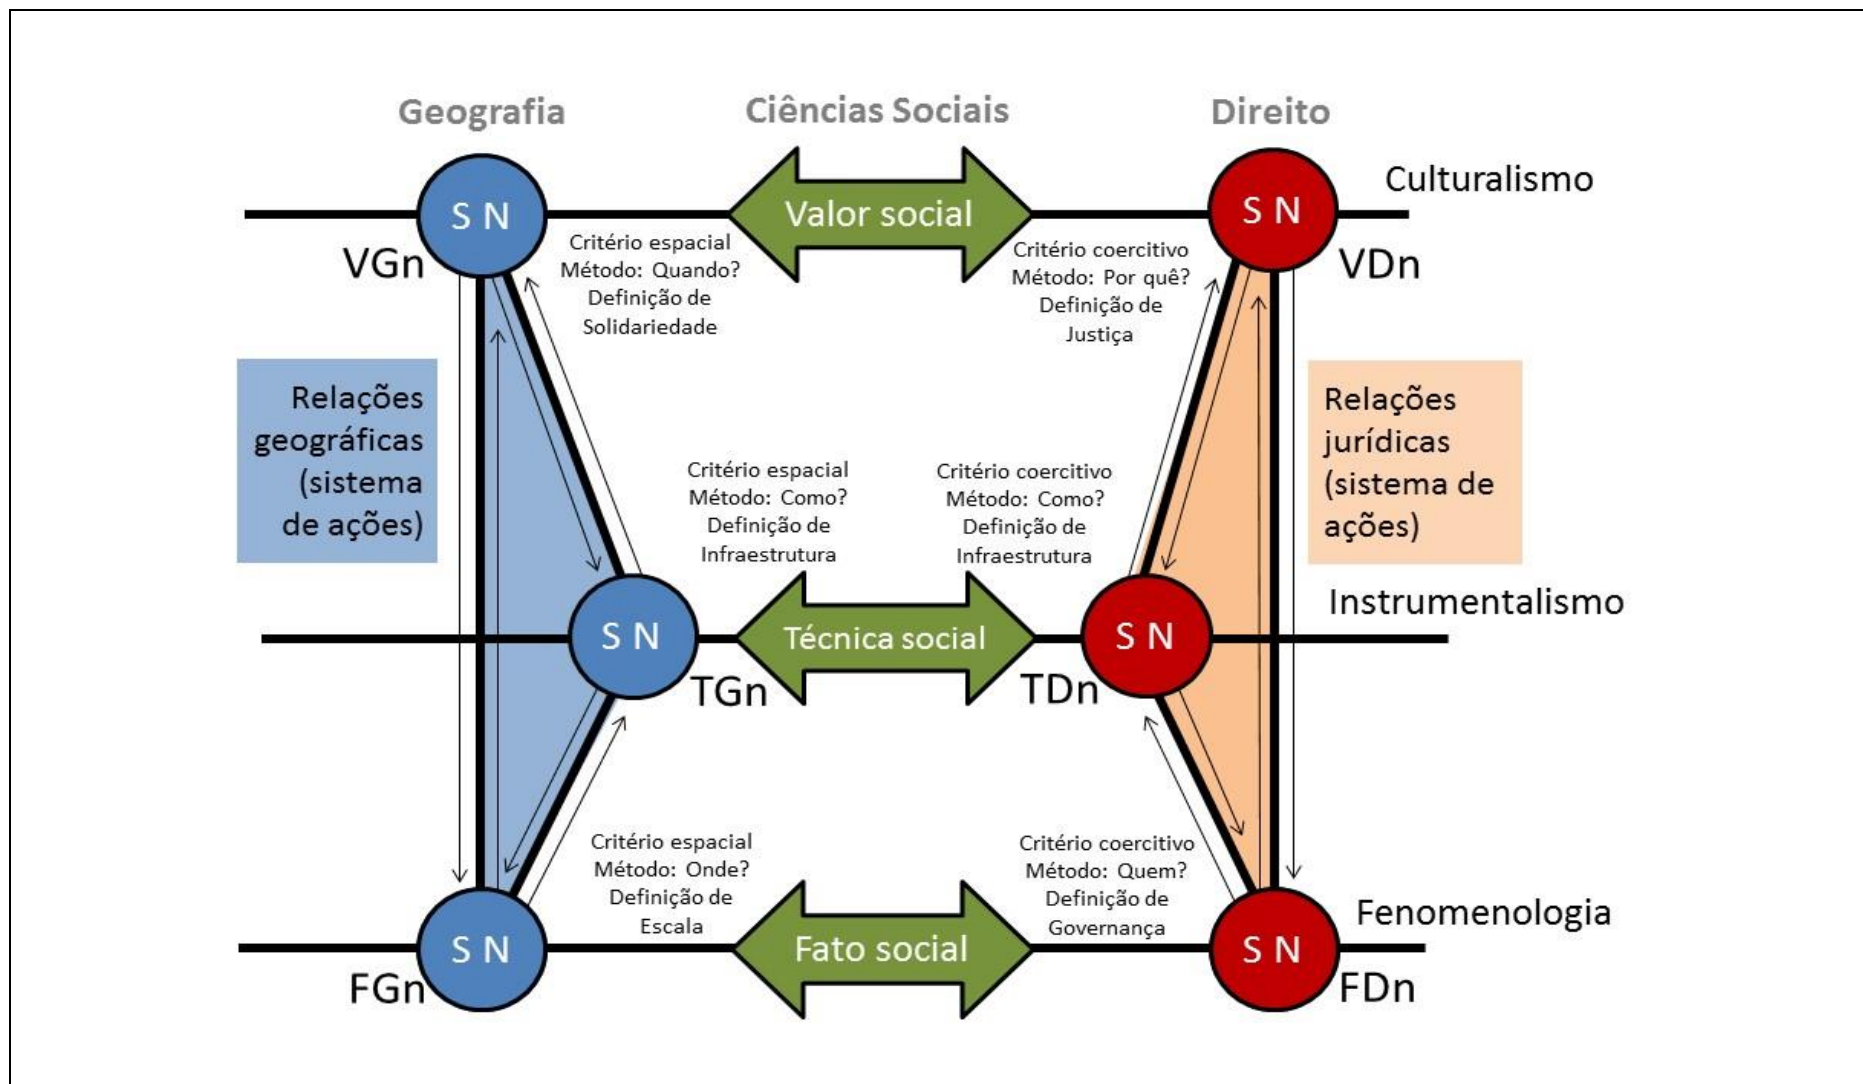 Geografia
Ciências Sociais
Direito
S N
Valor social
S N
Culturalismo
VGn
Critério espacial
Método: Quando?
Definição de
Solidariedade
Critério coercitivo
Método: Por quê?
Definição de
Justiça
VDn
Relações
geográficas
(sistema
de ações)
Relações
jurídicas
(sistema de
ações)
Critério espacial
Método: Como?
Definição de
Infraestrutura
Critério coercitivo
Método: Como?
Definição de
Infraestrutura
Instrumentalismo
S N
Técnica social
S N
TGn
TDn
Critério espacial
Método: Onde?
Definição de
Escala
Critério coercitivo
Método: Quem?
Definição de
Governança
Fenomenologia
S N
Fato social
S N
FGn
FDn